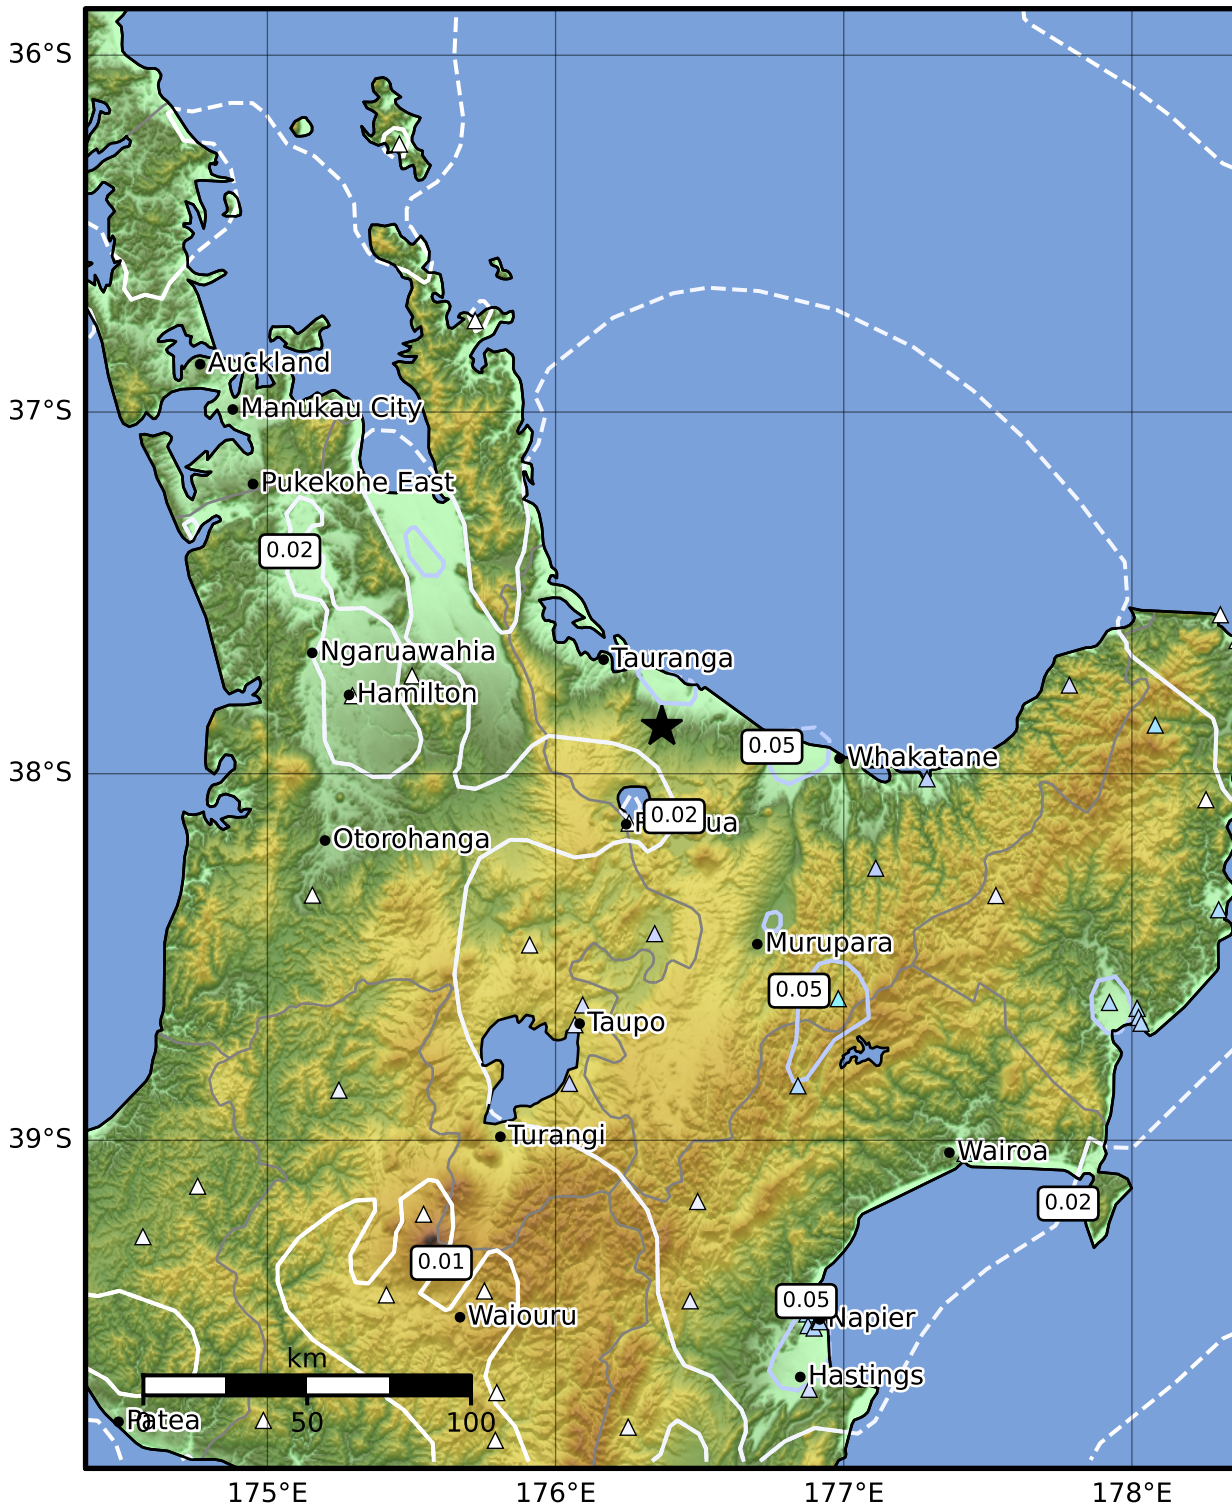 36°S
Auckland
37°S
Manukau City
Pukekohe East
0.02
Ngaruawahia
Tauranga
Hamilton
0.05
Whakatane
38°S
0.02
Otorohanga
Murupara
0.05
Taupo
39°S
Turangi
Wairoa
0.02
0.01
0.05
Waiouru
Napier
km
Hastings
Patea
0 50 100
175°E 176°E 177°E 178°E